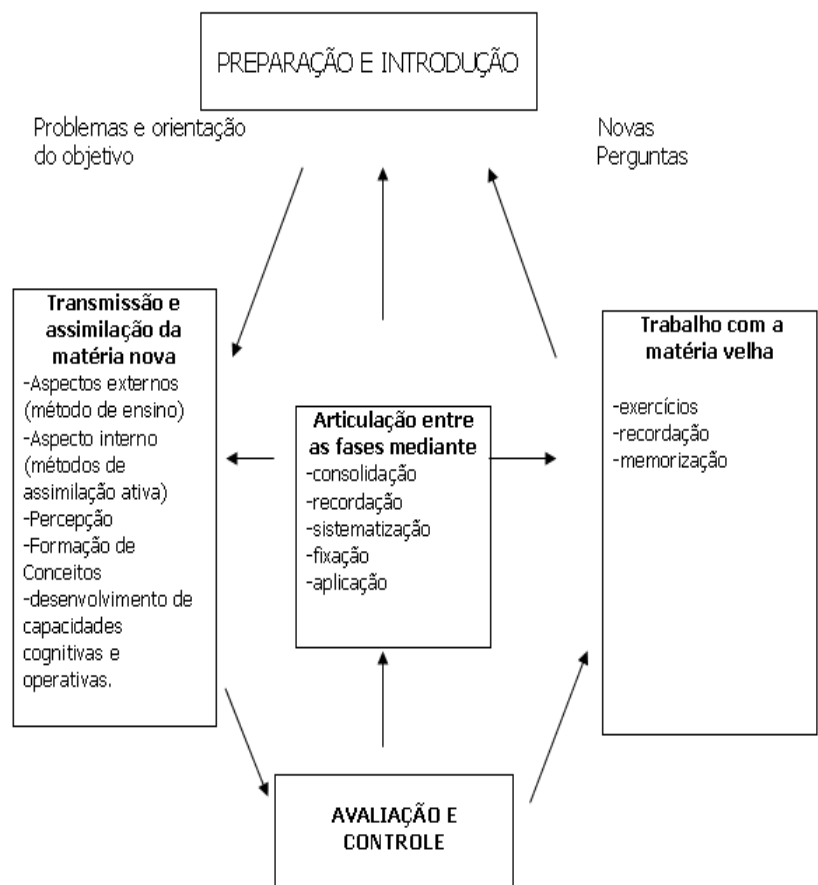 PREPARAÇÃO E INTRODUÇÃO
Problemas e orientação
do objetivo
Novas
Perguntas
Transmissão e
assimilação da
matéria nova
-Aspectos externos
(método de ensino)
-Aspecto interno
(métodos de
assimilação ativa)
-Percepção
-Formação de
Conceitos
-desenvolvimento de
capacidades
cognitivas e
operativas.
Articulação entre
as fases mediante
-consolidação
-recordação
-sistematização
-fixação
-aplicação
Trabalho com a
matéria velha
-exercícios
-recordação
-memorização
AVALIAÇÃO E
CONTROLE